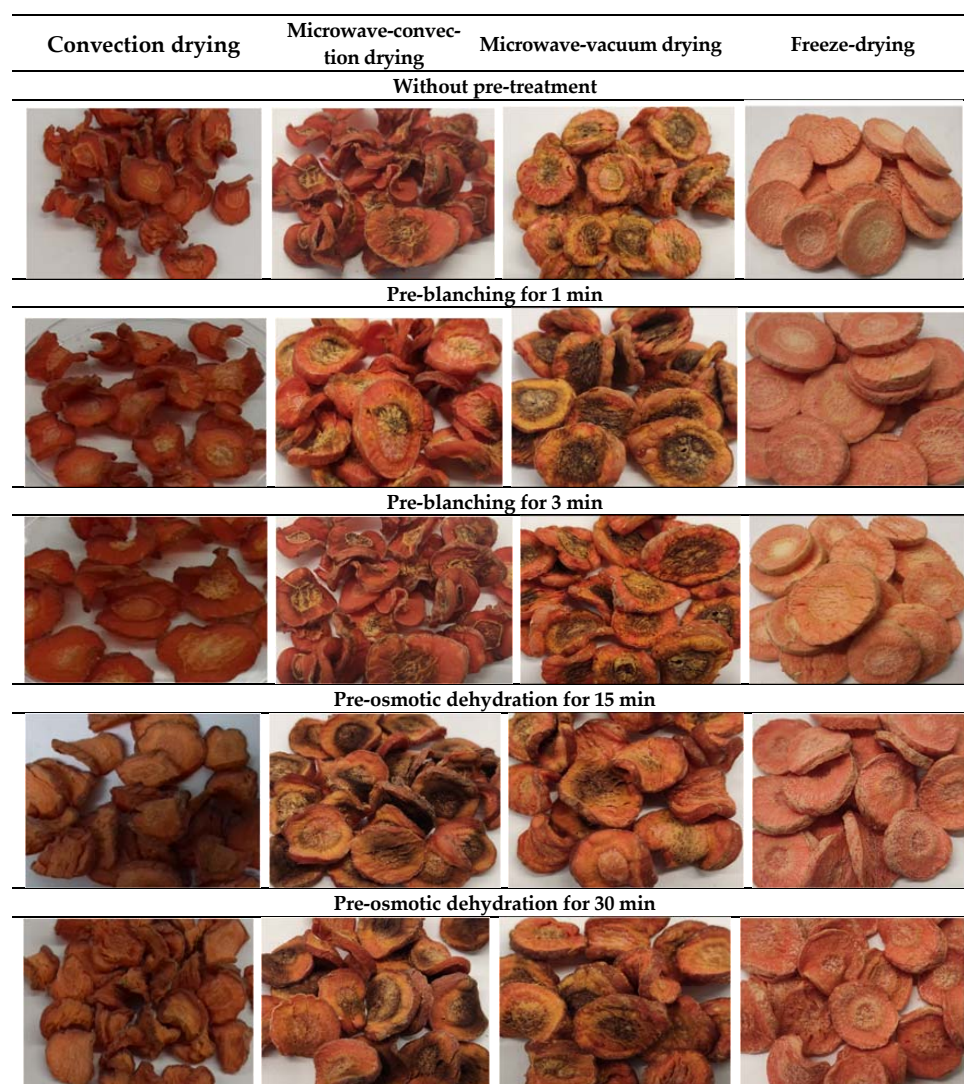 Convection drying
Microwave-convec-
tion drying
Microwave-vacuum drying
Freeze-drying
Without pre-treatment
Pre-blanching for 1 min
Pre-blanching for 3 min
Pre-osmotic dehydration for 15 min
Pre-osmotic dehydration for 30 min